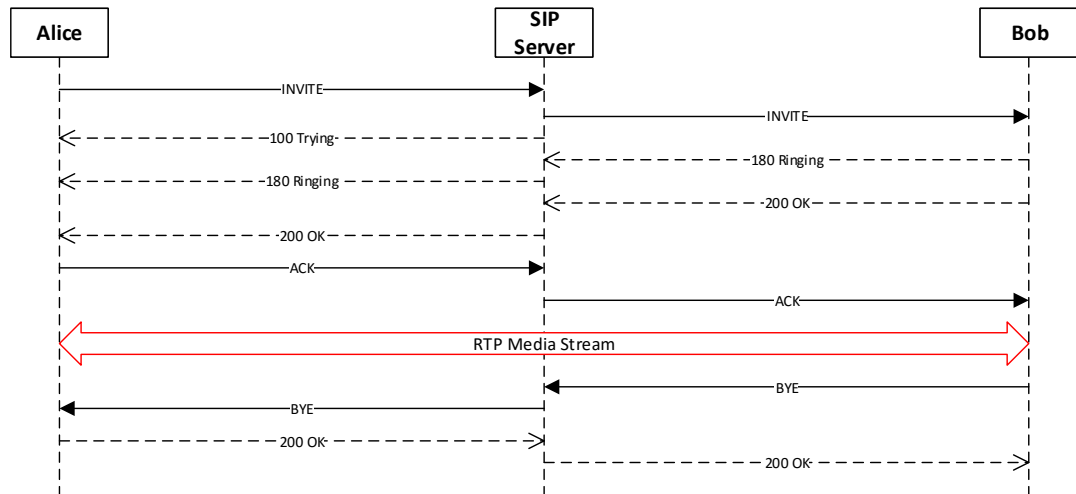 Alice
SIP
Server
Bob
INVITE
INVITE
100 Trying
180 Ringing
180 Ringing
200 OK
200 OK
ACK
ACK
RTP Media Stream
BYE
BYE
200 OK
200 OK